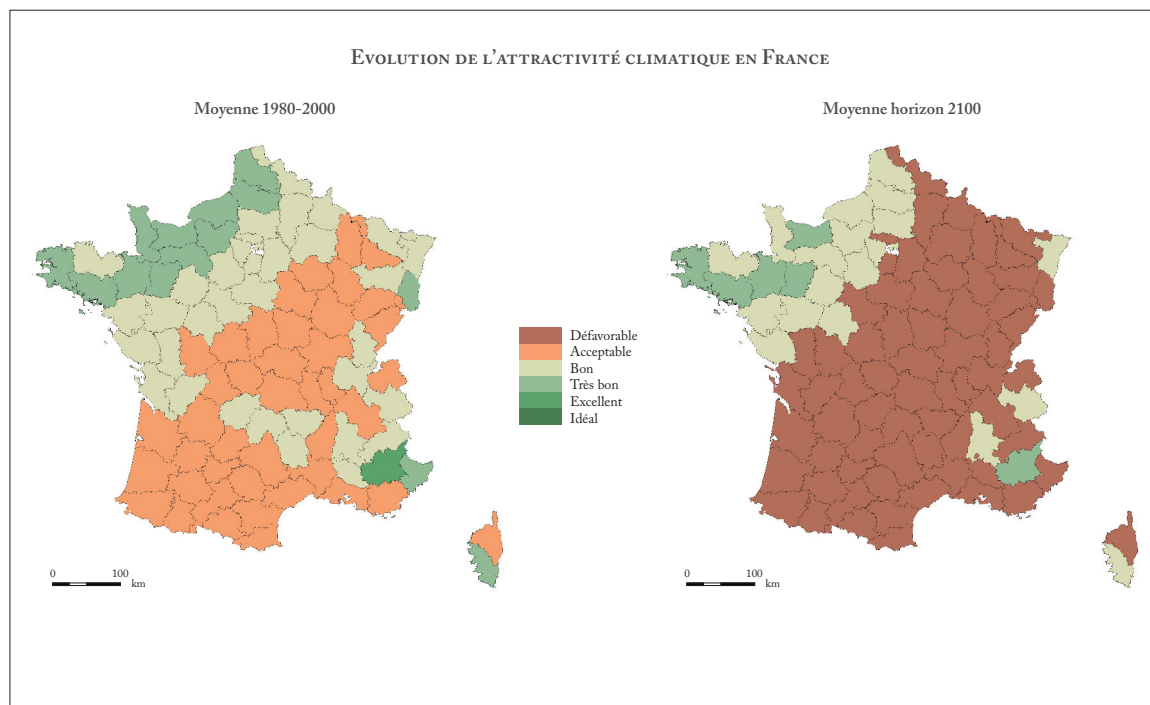 Evolution de l'attractivité climatique en France
Moyenne 1980-2000
Moyenne horizon 2100
Défavorable
Acceptable
Bon
Très bon
Excellent
Idéal
0 100
km
0 100
km